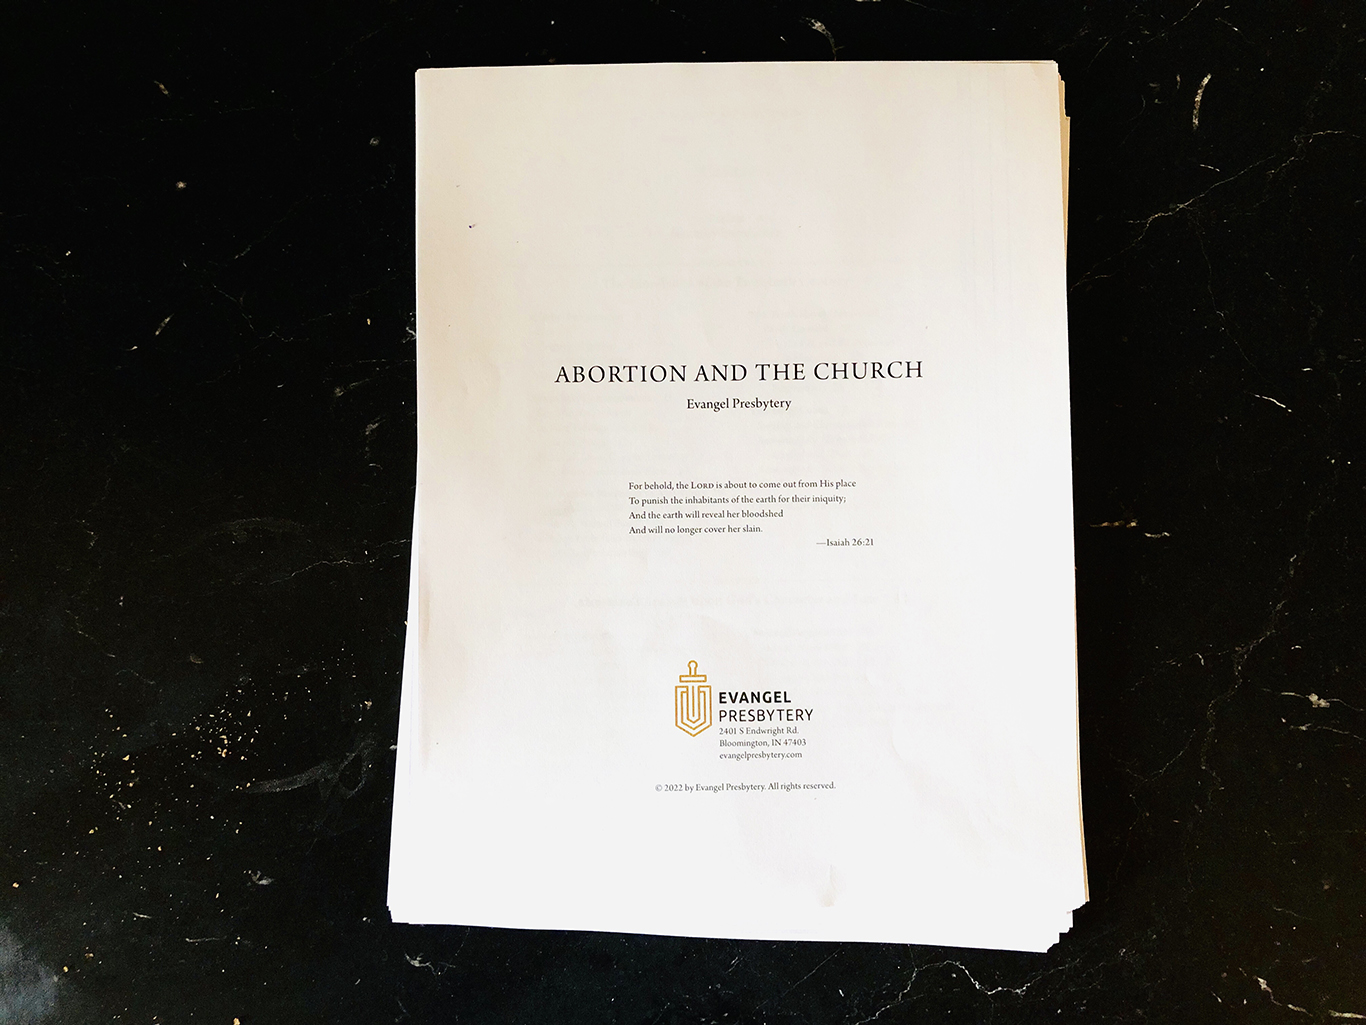 ABORTION AND THE CHURCH
Evangel Presbytery
For behold, the LORD is about to come out from His place
To punish the inhabitants of the earth for their iniquity;
And the earth will reveal her bloodshed
And will no longer cover her slain.
—Isaiah 26:21
EVANGEL
PRESBYTERY
2401 S Endwright Rd.
Bloomington, IN 47403
evangelpresbytery.com
© 2022 by Evangel Presbytery. All rights reserved.